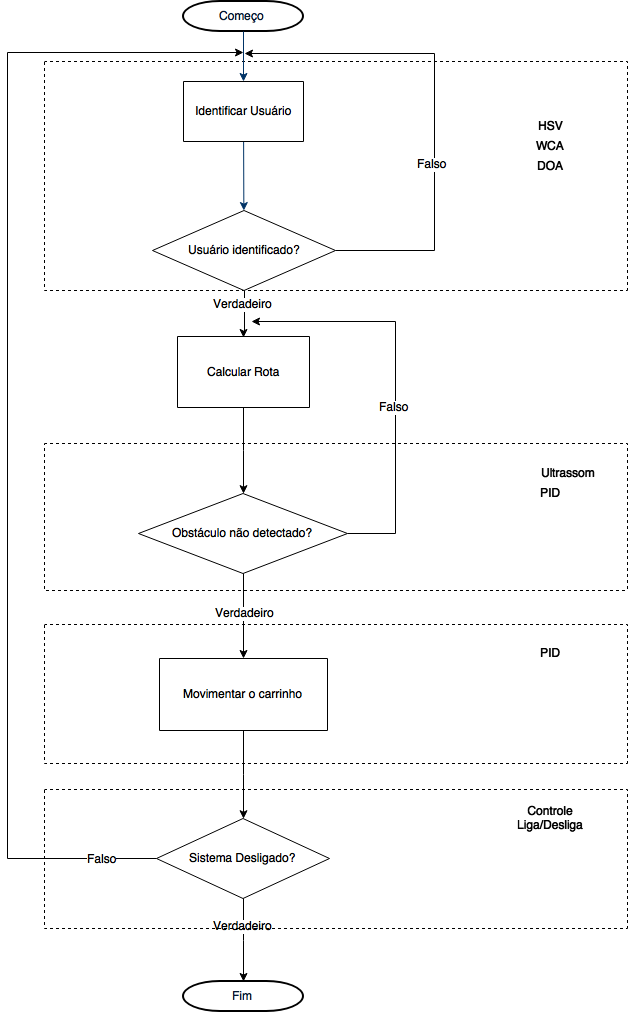 Começo
Identificar Usuário
HSV
WCA
DOA
Falso
Usuário identificado?
Verdadeiro
Calcular Rota
Falso
Ultrassom
PID
Obstáculo não detectado?
Verdadeiro
PID
Movimentar o carrinho
Controle
Liga/Desliga
Sistema Desligado?
Falso
Verdadeiro
Fim